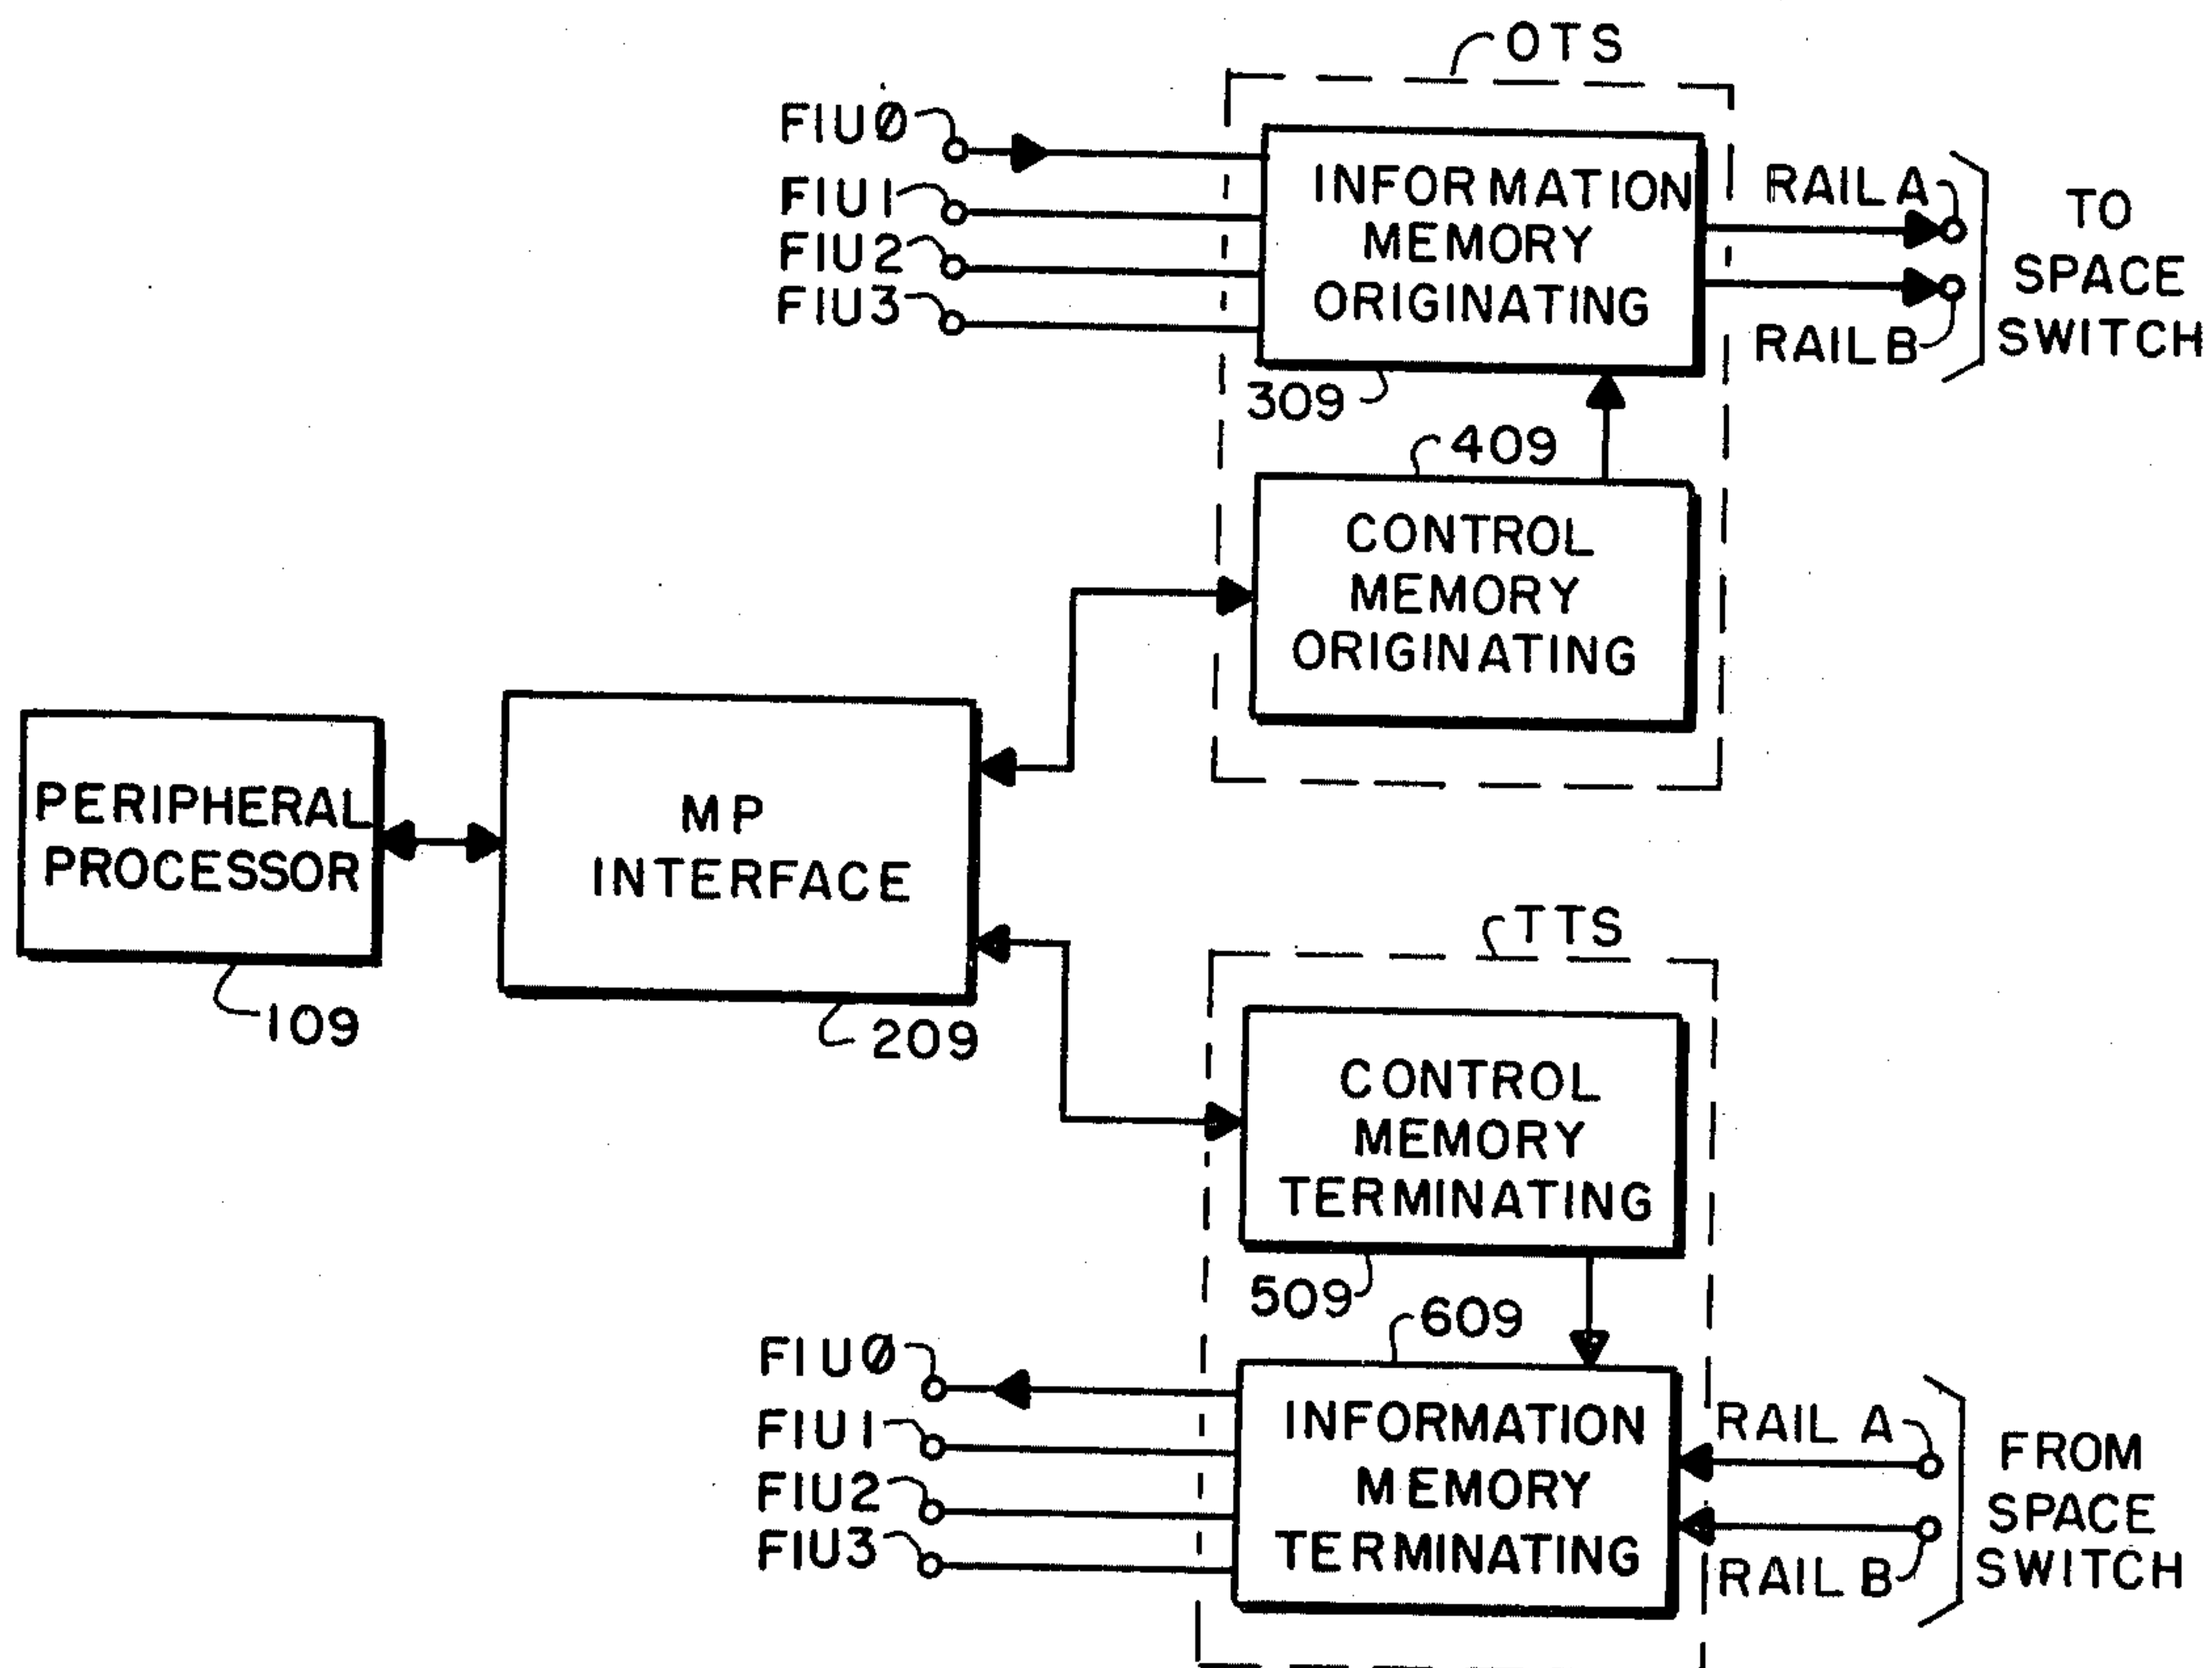 OTS
FIU0
FIU1
FIU2
FIU3
INFORMATION
MEMORY
ORIGINATING
RAIL A
RAIL B
TO
SPACE
SWITCH
309
409
CONTROL
MEMORY
ORIGINATING
PERIPHERAL
PROCESSOR
109
MP
INTERFACE
209
TTS
CONTROL
MEMORY
TERMINATING
509
609
FIU0
FIU1
FIU2
FIU3
INFORMATION
MEMORY
TERMINATING
RAIL A
RAIL B
FROM
SPACE
SWITCH